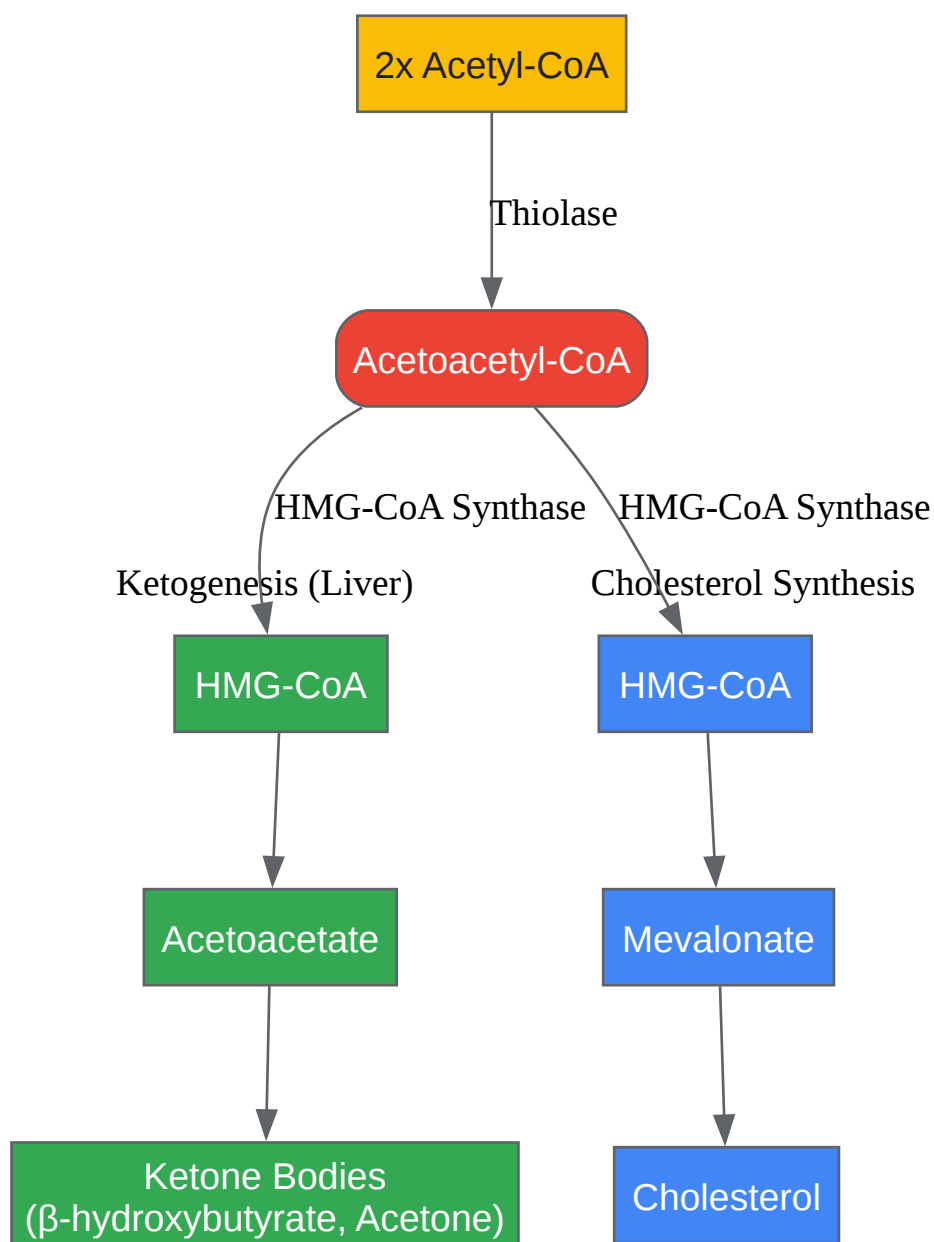 2x Acetyl-CoA
Thiolase
Acetoacetyl-CoA
HMG-CoA Synthase
HMG-CoA Synthase
Ketogenesis (Liver)
Cholesterol Synthesis
HMG-CoA
HMG-CoA
Acetoacetate
Mevalonate
Ketone Bodies
(β-hydroxybutyrate, Acetone)
Cholesterol